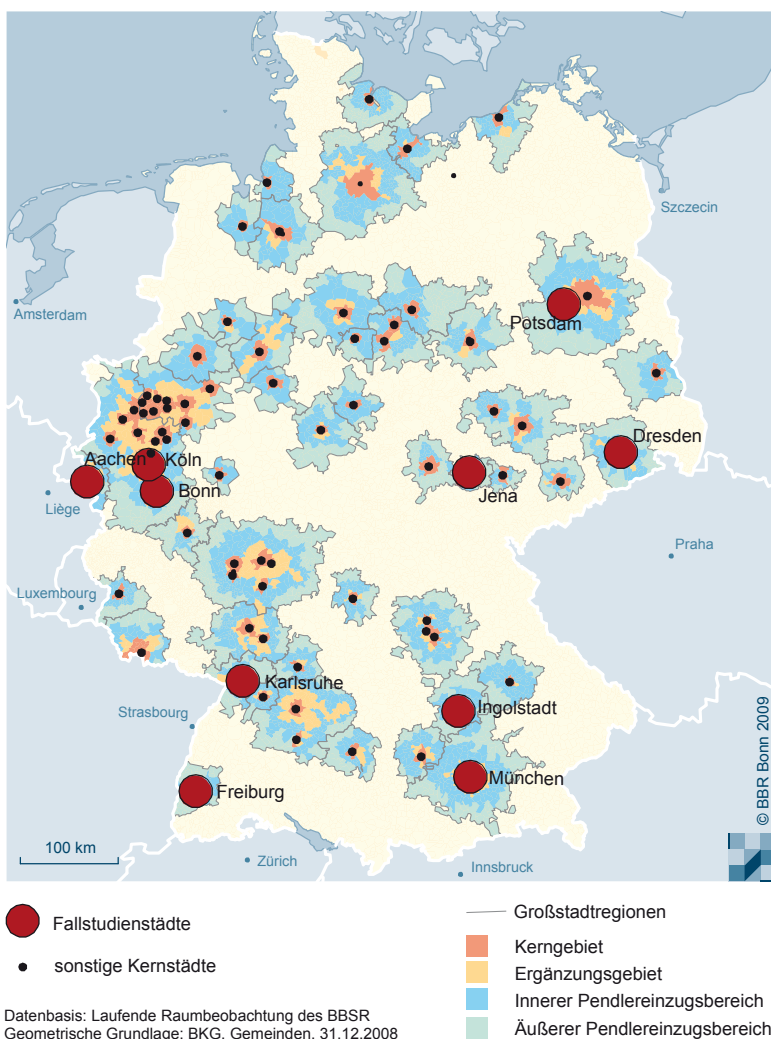 Szczecin
Amsterdam
Potsdam
Dresden
Aachen
Köln
Bonn
Liège
Jena
Praha
Luxembourg
Karlsruhe
Ingolstadt
Strasbourg
München
Freiburg
100 km
Zürich
Innsbruck
© BBR Bonn 2009
Fallstudienstädte
sonstige Kernstädte
Großstadtregionen
Kerngebiet
Ergänzungsgebiet
Innerer Pendlereinzugsbereich
Äußerer Pendlereinzugsbereich
Datenbasis: Laufende Raumbeobachtung des BBSR
Geometrische Grundlage: BKG, Gemeinden, 31.12.2008